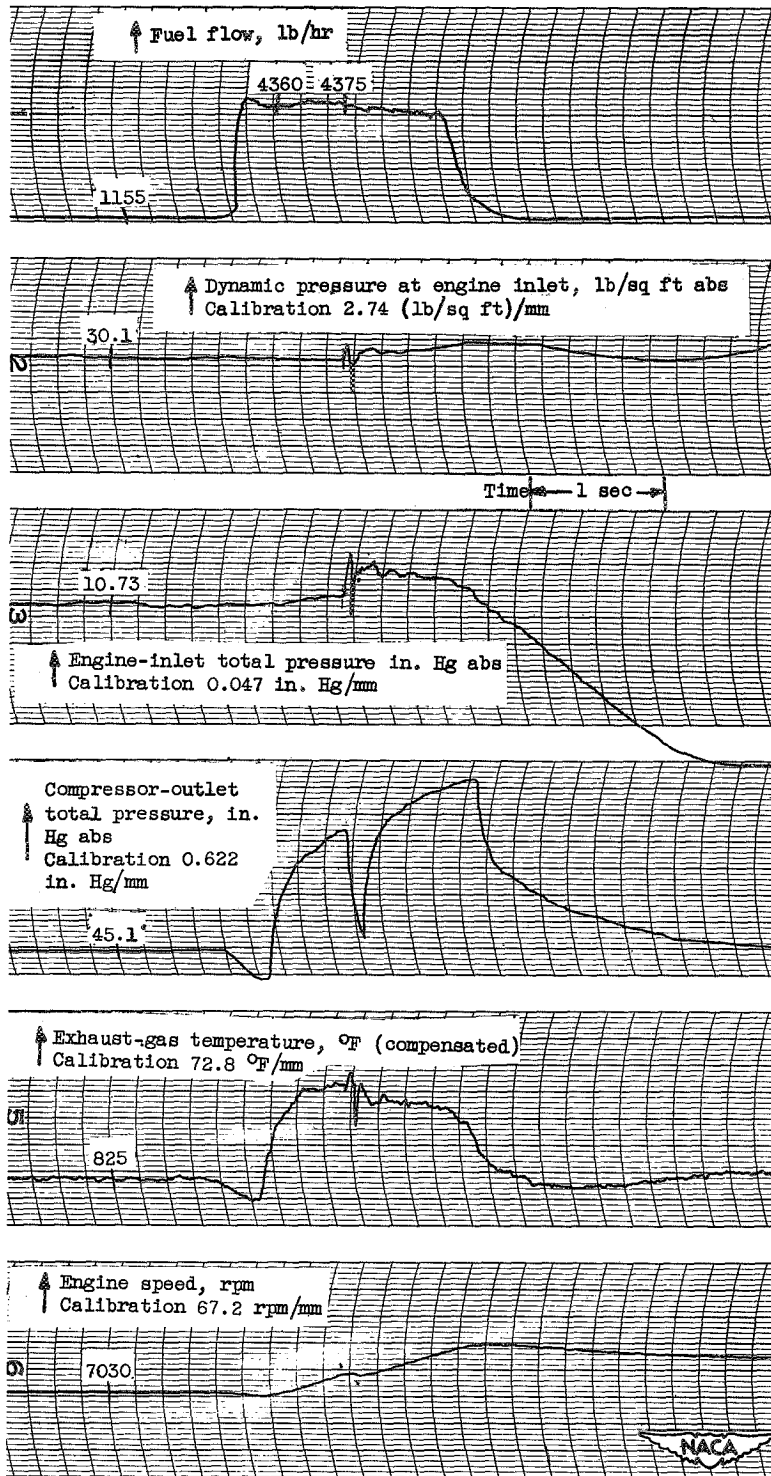 Fuel flow, lb/hr
4360 4375
1155
1
Dynamic pressure at engine inlet, lb/sq ft abs
Calibration 2.74 (lb/sq ft)/mm
30.1
2
Time 1 sec
10.73
3
Engine-inlet total pressure in. Hg abs
Calibration 0.047 in. Hg/mm
Compressor-outlet
total pressure, in.
Hg abs
Calibration 0.622
in. Hg/mm
45.1
Exhaust-gas temperature, °F (compensated)
Calibration 72.8 °F/mm
5
825
Engine speed, rpm
Calibration 67.2 rpm/mm
7030
6
NACA